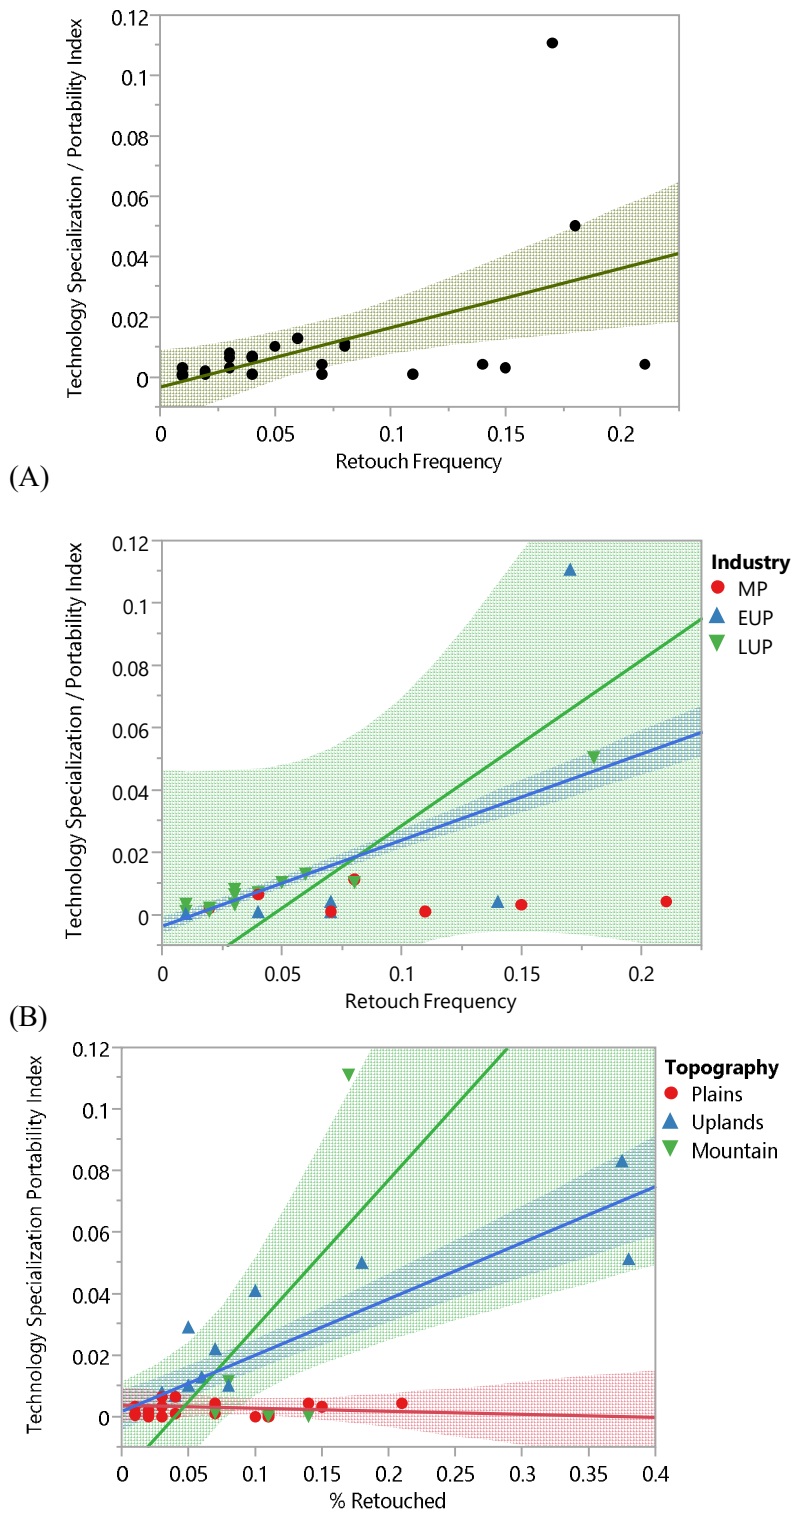 Technology Specialization / Portability Index
0.12
0.1
0.08
0.06
0.04
0.02
0
0 0.05 0.1 0.15 0.2
Retouch Frequency
(A)
Technology Specialization / Portability Index
0.12
0.1
0.08
0.06
0.04
0.02
0
0 0.05 0.1 0.15 0.2
Retouch Frequency
Industry
MP
EUP
LUP
(B)
Technology Specialization Portability Index
0.12
0.1
0.08
0.06
0.04
0.02
0
0 0.05 0.1 0.15 0.2 0.25 0.3 0.35 0.4
% Retouched
Topography
Plains
Uplands
Mountain